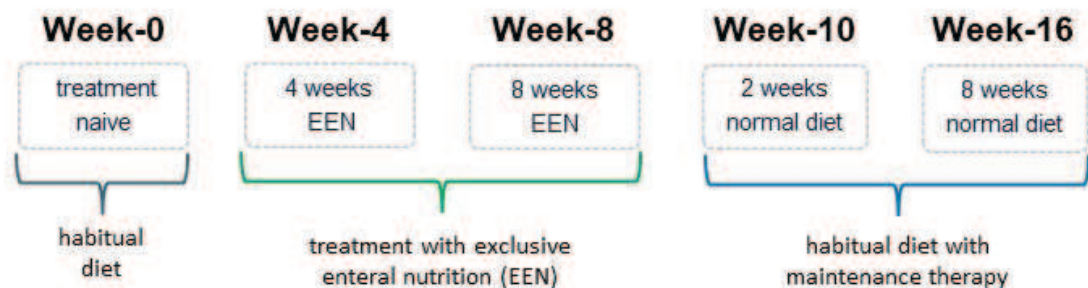 Week-0
Week-4
Week-8
Week-10
Week-16
treatment
naive
4 weeks
EEN
8 weeks
EEN
2 weeks
normal diet
8 weeks
normal diet
habitual
diet
treatment with exclusive
enteral nutrition (EEN)
habitual diet with
maintenance therapy